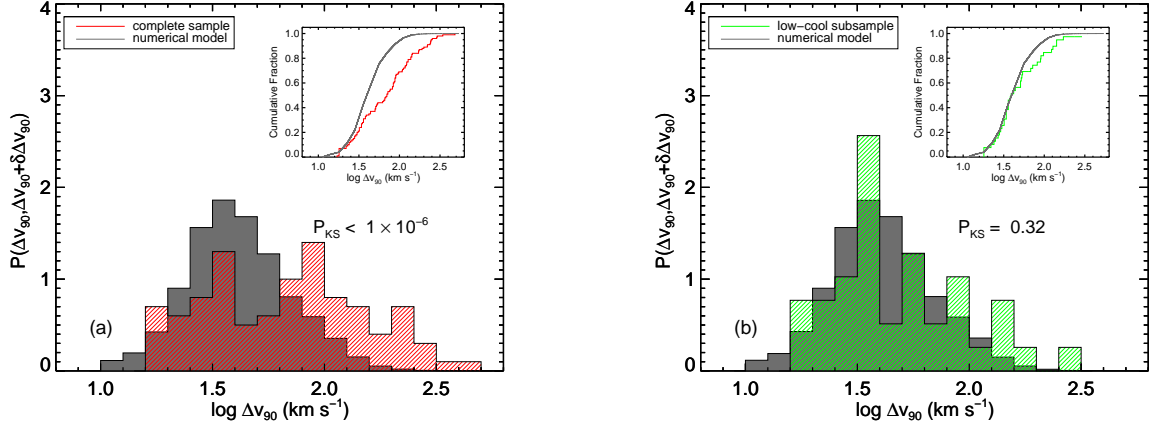 complete sample
numerical model
Cumulative Fraction
1.0
0.8
0.6
0.4
0.2
0.0
1.0 1.5 2.0 2.5
log Δv₉₀ (km s⁻¹)
P(Δv₉₀,Δv₉₀+δΔv₉₀)
4
3
2
1
0
P_KS < 1 × 10⁻⁶
(a)
1.0 1.5 2.0 2.5
log Δv₉₀ (km s⁻¹)
low−cool subsample
numerical model
Cumulative Fraction
1.0
0.8
0.6
0.4
0.2
0.0
1.0 1.5 2.0 2.5
log Δv₉₀ (km s⁻¹)
P(Δv₉₀,Δv₉₀+δΔv₉₀)
4
3
2
1
0
P_KS = 0.32
(b)
1.0 1.5 2.0 2.5
log Δv₉₀ (km s⁻¹)